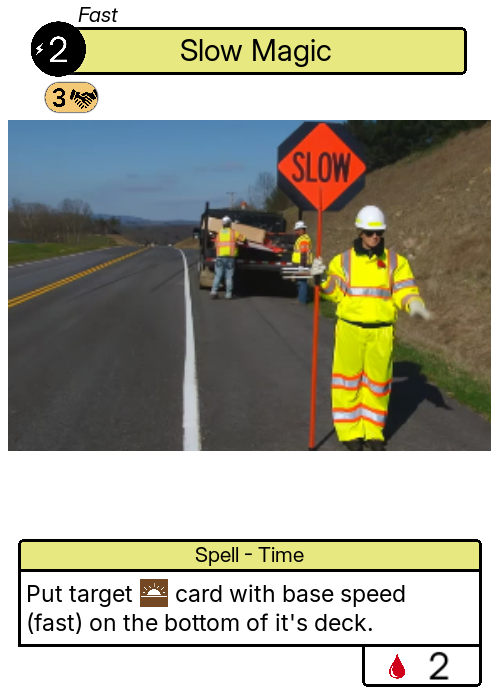 Fast
2
Slow Magic
3
SLOW
Spell - Time
Put target card with base speed
(fast) on the bottom of it's deck.
2